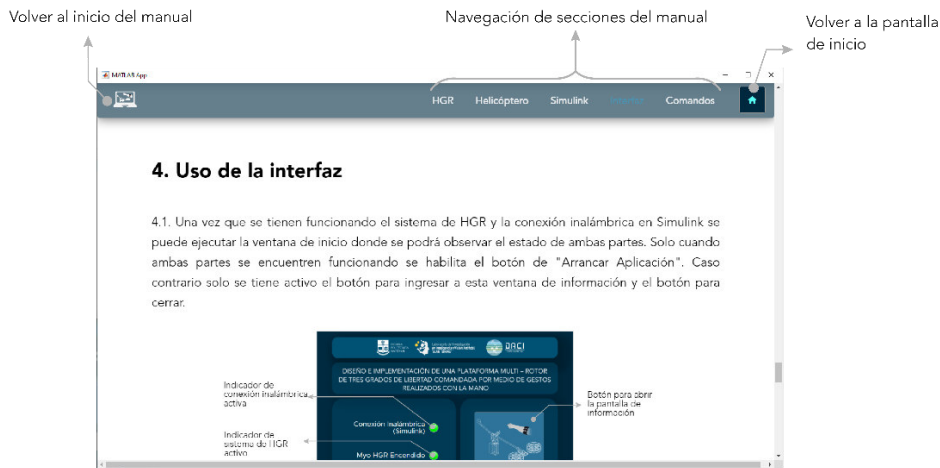 Volver al inicio del manual
Navegación de secciones del manual
Volver a la pantalla
de inicio
MATLAB App
HGR
Helicóptero
Simulink
Interfaz
Comandos
4. Uso de la interfaz
4.1. Una vez que se tienen funcionando el sistema de HGR y la conexión inalámbrica en Simulink se
puede ejecutar la ventana de inicio donde se podrá observar el estado de ambas partes. Solo cuando
ambas partes se encuentren funcionando se habilita el botón de "Arrancar Aplicación". Caso
contrario solo se tiene activo el botón para ingresar a esta ventana de información y el botón para
cerrar.
DACI
DISEÑO E IMPLEMENTACIÓN DE UNA PLATAFORMA MULTI – ROTOR
DE TRES GRADOS DE LIBERTAD COMANDADA POR MEDIO DE GESTOS
REALIZADOS CON LA MANO
Indicador de
conexión inalámbrica
activa
Conexión Inalámbrica
(Simulink)
Botón para abrir
la pantalla de
información
Indicador de
sistema de HGR
activo
Myo HGR Encendido